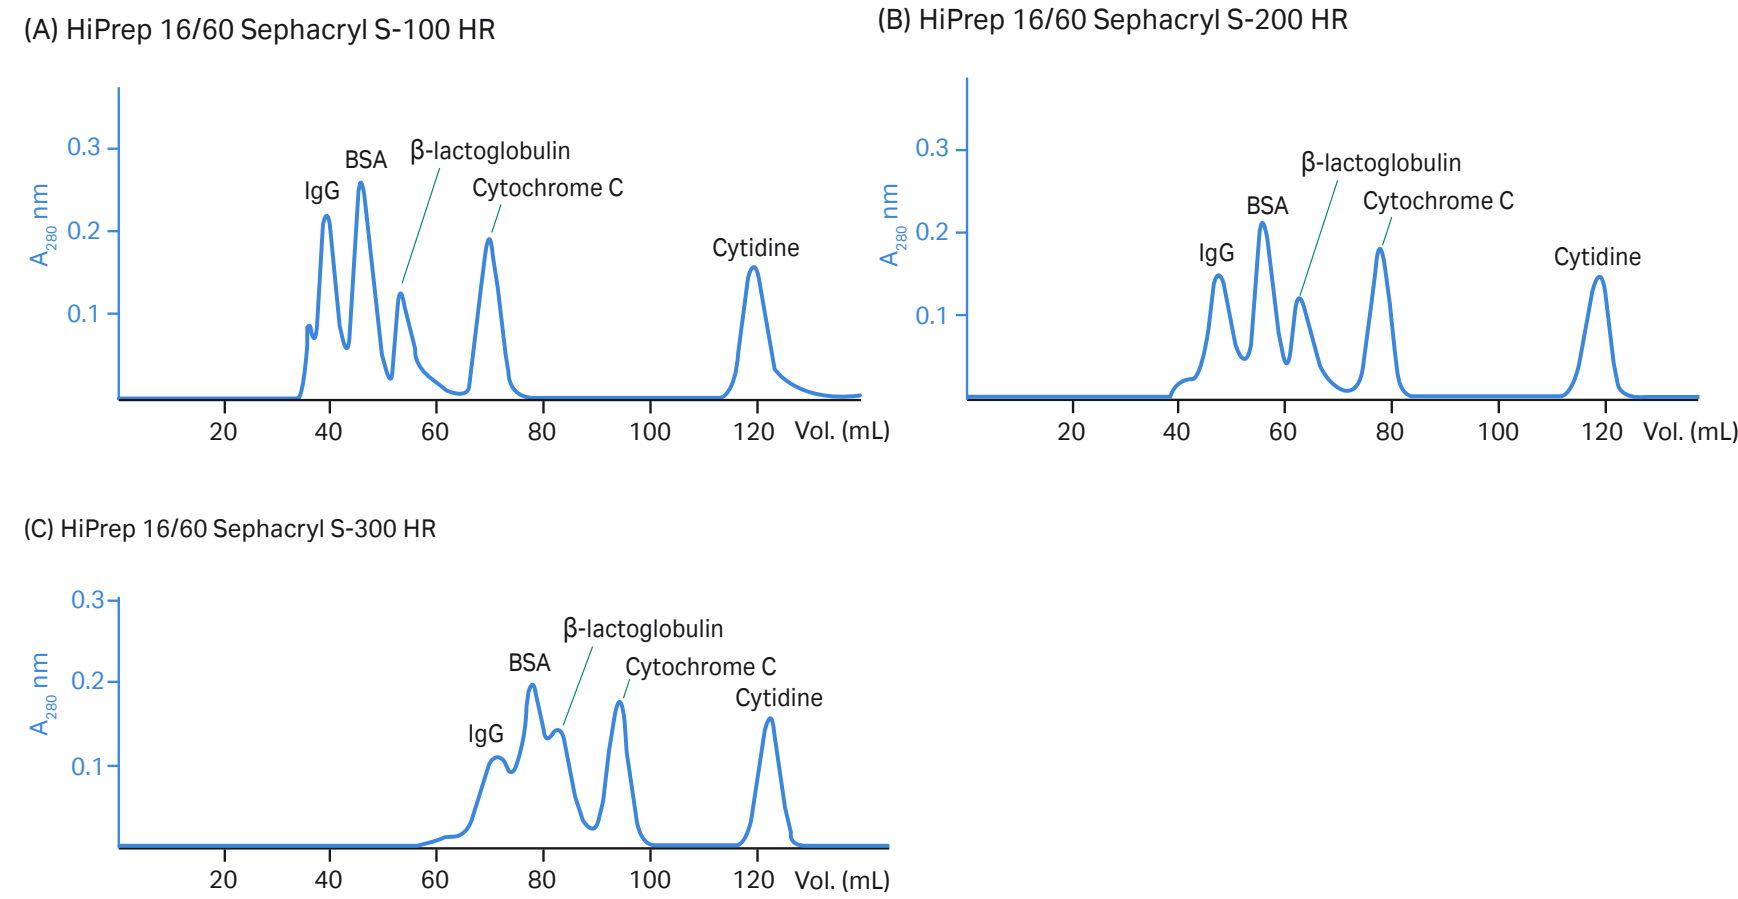 (A) HiPrep 16/60 Sephacryl S-100 HR
A280 nm
0.3
0.2
0.1
IgG
BSA
β-lactoglobulin
Cytochrome C
Cytidine
20 40 60 80 100 120 Vol. (mL)
(B) HiPrep 16/60 Sephacryl S-200 HR
A280 nm
0.3
0.2
0.1
IgG
BSA
β-lactoglobulin
Cytochrome C
Cytidine
20 40 60 80 100 120 Vol. (mL)
(C) HiPrep 16/60 Sephacryl S-300 HR
A280 nm
0.3
0.2
0.1
IgG
BSA
β-lactoglobulin
Cytochrome C
Cytidine
20 40 60 80 100 120 Vol. (mL)